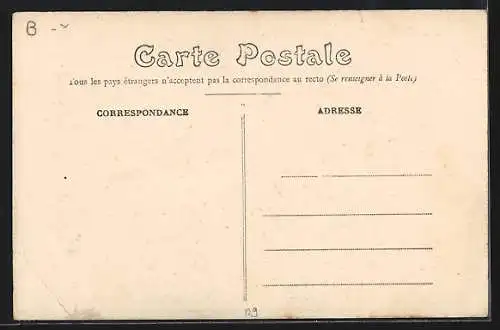 B -~
Carte Postale
Tous les pays étrangers n'acceptent pas la correspondance au recto (Se renseigner à la Poste)
CORRESPONDANCE
ADRESSE
129